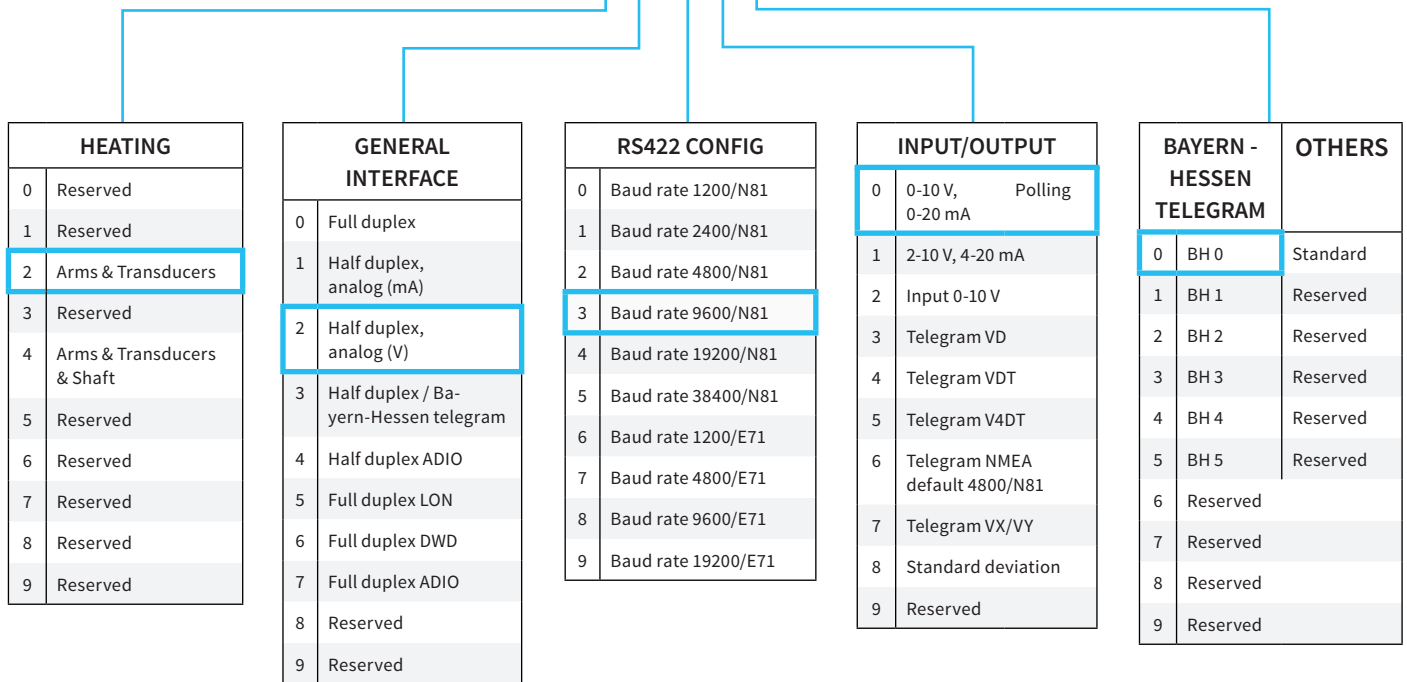 HEATING
0 Reserved
1 Reserved
2 Arms & Transducers
3 Reserved
4 Arms & Transducers
& Shaft
5 Reserved
6 Reserved
7 Reserved
8 Reserved
9 Reserved
GENERAL
INTERFACE
0 Full duplex
1 Half duplex,
analog (mA)
2 Half duplex,
analog (V)
3 Half duplex / Ba-
yern-Hessen telegram
4 Half duplex ADIO
5 Full duplex LON
6 Full duplex DWD
7 Full duplex ADIO
8 Reserved
9 Reserved
RS422 CONFIG
0 Baud rate 1200/N81
1 Baud rate 2400/N81
2 Baud rate 4800/N81
3 Baud rate 9600/N81
4 Baud rate 19200/N81
5 Baud rate 38400/N81
6 Baud rate 1200/E71
7 Baud rate 4800/E71
8 Baud rate 9600/E71
9 Baud rate 19200/E71
INPUT/OUTPUT
0 0-10 V, Polling
0-20 mA
1 2-10 V, 4-20 mA
2 Input 0-10 V
3 Telegram VD
4 Telegram VDT
5 Telegram V4DT
6 Telegram NMEA
default 4800/N81
7 Telegram VX/VY
8 Standard deviation
9 Reserved
BAYERN -
HESSEN
TELEGRAM
OTHERS
0 BH 0 Standard
1 BH 1 Reserved
2 BH 2 Reserved
3 BH 3 Reserved
4 BH 4 Reserved
5 BH 5 Reserved
6 Reserved
7 Reserved
8 Reserved
9 Reserved